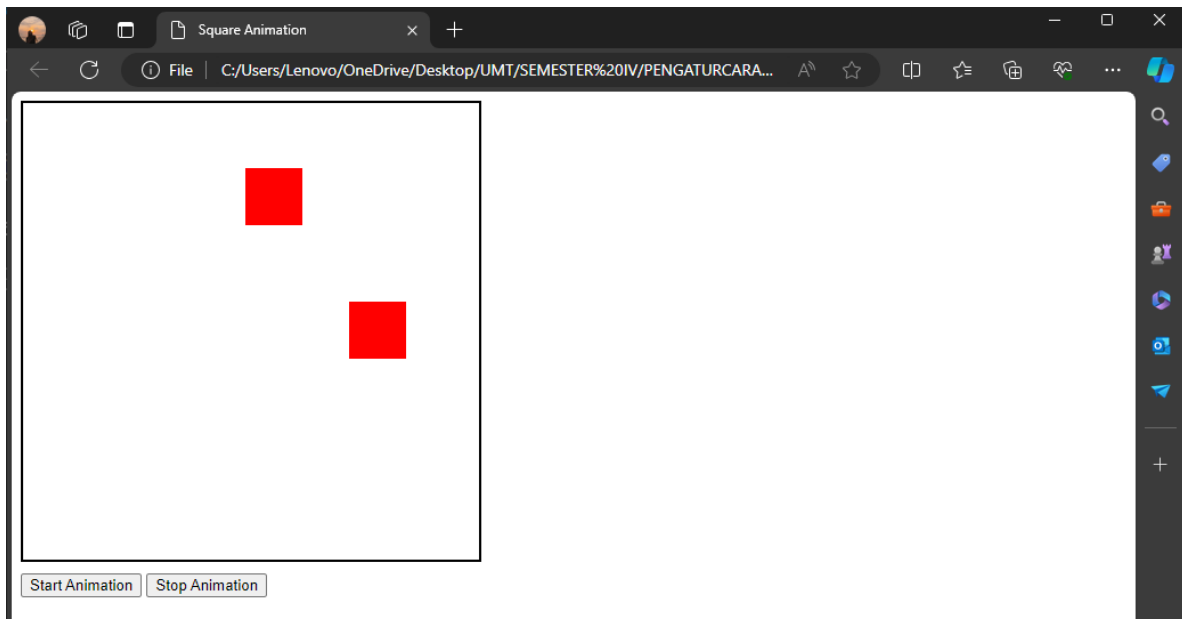 Square Animation
File C:/Users/Lenovo/OneDrive/Desktop/UMT/SEMESTER%20IV/PENGATURCARA...
Start Animation Stop Animation